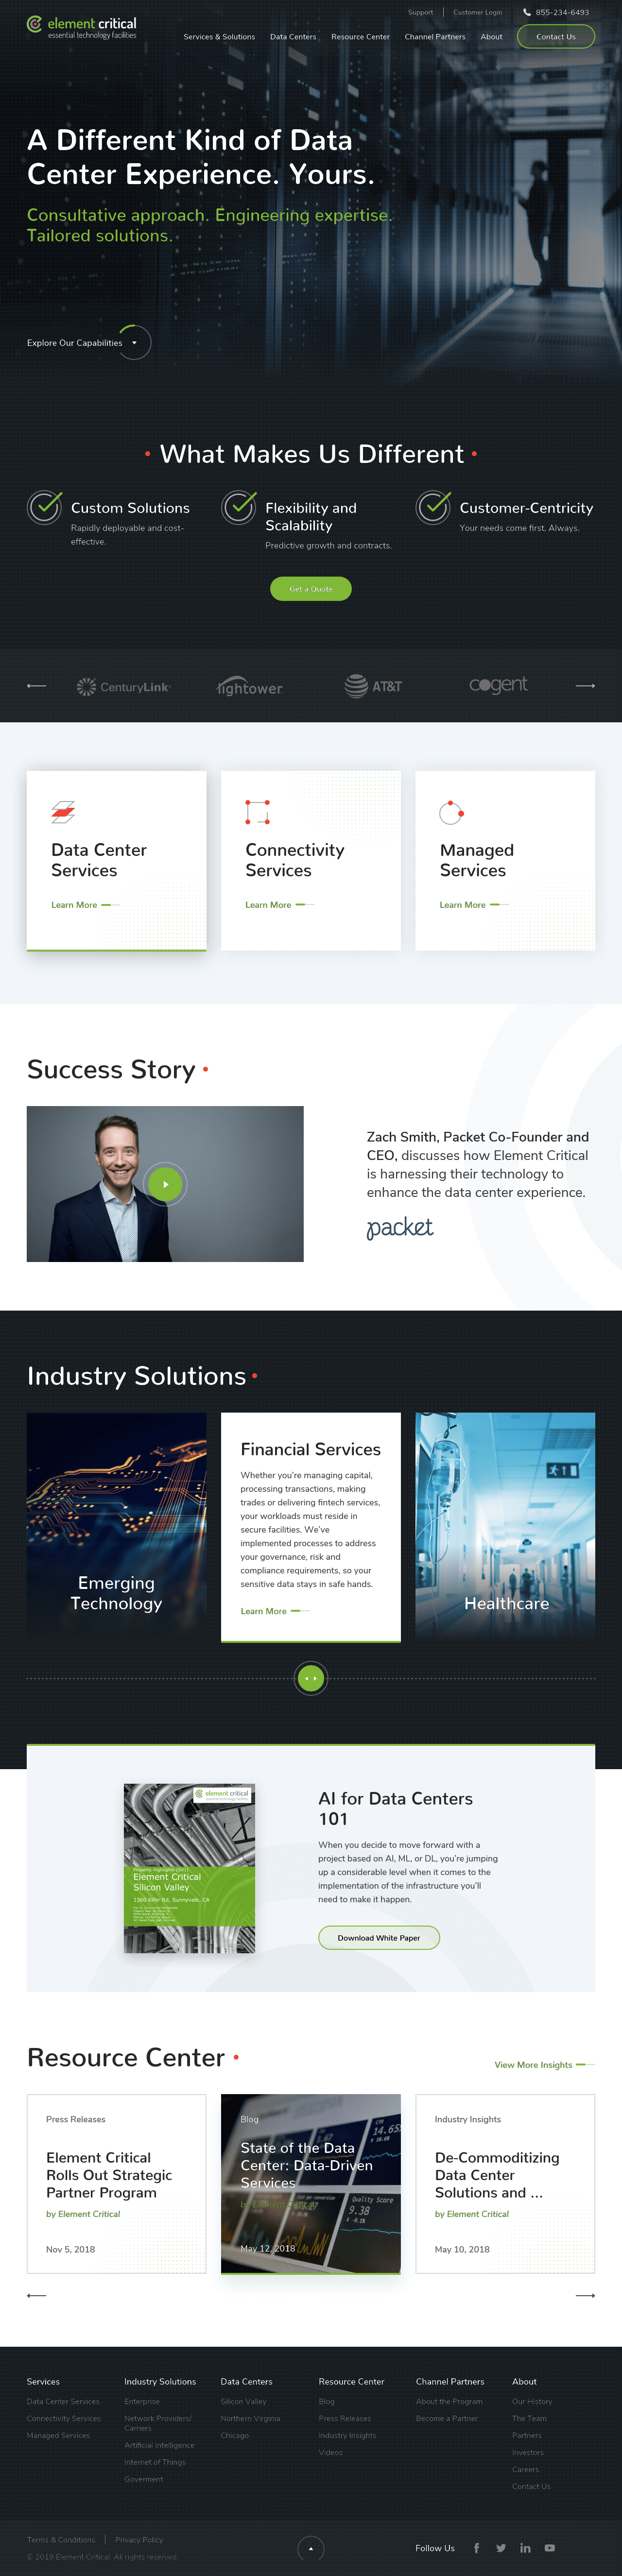 Support
Customer Login
855-234-6493
element critical
essential technology facilities
Services & Solutions
Data Centers
Resource Center
Channel Partners
About
Contact Us
A Different Kind of Data
Center Experience. Yours.
Consultative approach. Engineering expertise.
Tailored solutions.
Explore Our Capabilities
What Makes Us Different
Custom Solutions
Rapidly deployable and cost-
effective.
Flexibility and
Scalability
Predictive growth and contracts.
Customer-Centricity
Your needs come first. Always.
Get a Quote
CenturyLink
lightower
AT&T
cogent
Data Center
Services
Learn More
Connectivity
Services
Learn More
Managed
Services
Learn More
Success Story
Zach Smith, Packet Co-Founder and
CEO, discusses how Element Critical
is harnessing their technology to
enhance the data center experience.
packet
Industry Solutions
Emerging
Technology
Financial Services
Whether you're managing capital,
processing transactions, making
trades or delivering fintech services,
your workloads must reside in
secure facilities. We've
implemented processes to address
your governance, risk and
compliance requirements, so your
sensitive data stays in safe hands.
Learn More
Healthcare
element critical
Property Highlights (SV1)
Element Critical
Silicon Valley
1360 Kifer Rd, Sunnyvale, CA
AI for Data Centers
101
When you decide to move forward with a
project based on AI, ML, or DL, you're jumping
up a considerable level when it comes to the
implementation of the infrastructure you'll
need to make it happen.
Download White Paper
Resource Center
View More Insights
Press Releases
Element Critical
Rolls Out Strategic
Partner Program
by Element Critical
Nov 5, 2018
Blog
State of the Data
Center: Data-Driven
Services
by Element Critical
May 12, 2018
14.65
Quality Score
9.38
Industry Insights
De-Commoditizing
Data Center
Solutions and ...
by Element Critical
May 10, 2018
Services
Data Center Services
Connectivity Services
Managed Services
Industry Solutions
Enterprise
Network Providers/
Carriers
Artificial Intelligence
Internet of Things
Goverment
Data Centers
Silicon Valley
Northern Virginia
Chicago
Resource Center
Blog
Press Releases
Industry Insights
Videos
Channel Partners
About the Program
Become a Partner
About
Our History
The Team
Partners
Investors
Careers
Contact Us
Terms & Conditions
Privacy Policy
© 2019 Element Critical. All rights reserved.
Follow Us